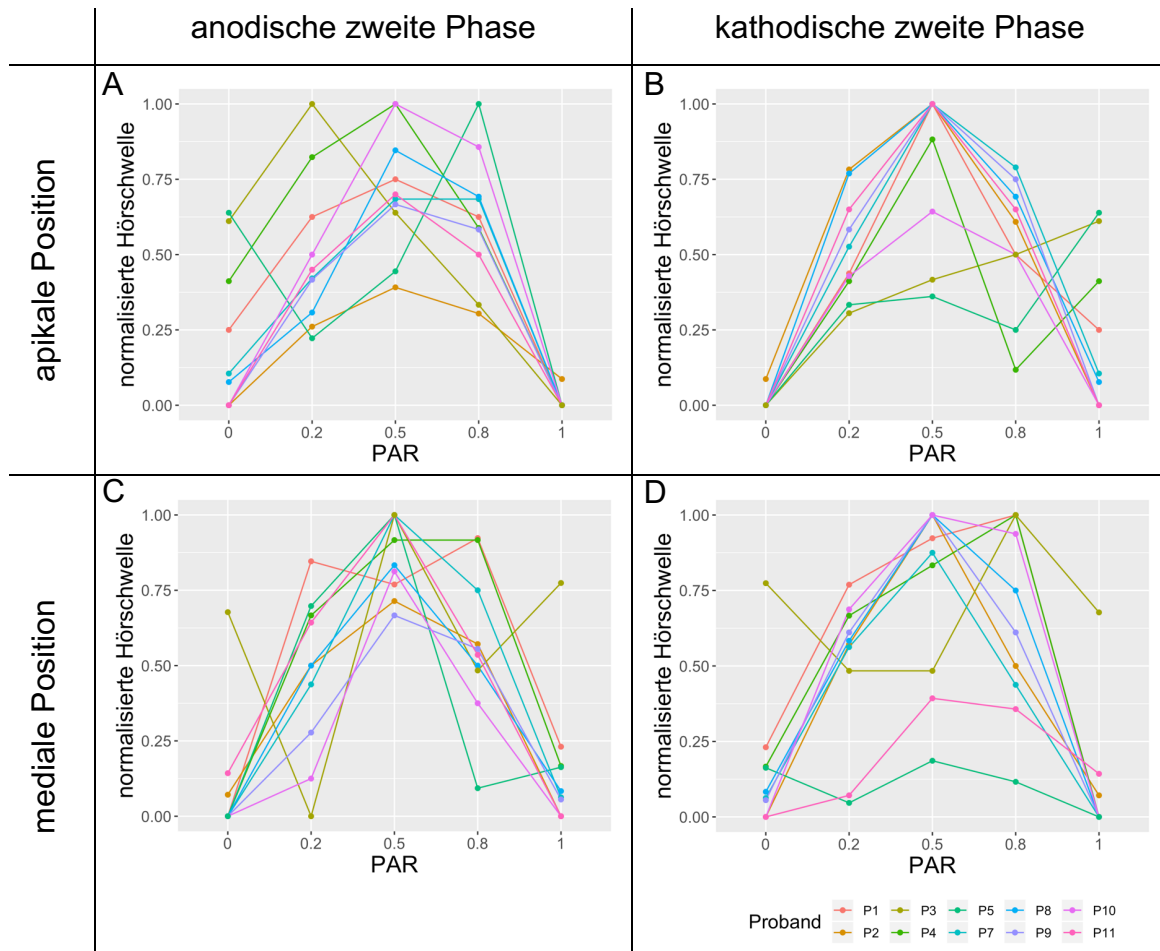 anodische zweite Phase
kathodische zweite Phase
apikale Position
A
normalisierte Hörschwelle
1.00
0.75
0.50
0.25
0.00
0 0.2 0.5 0.8 1
PAR
B
normalisierte Hörschwelle
1.00
0.75
0.50
0.25
0.00
0 0.2 0.5 0.8 1
PAR
mediale Position
C
normalisierte Hörschwelle
1.00
0.75
0.50
0.25
0.00
0 0.2 0.5 0.8 1
PAR
D
normalisierte Hörschwelle
1.00
0.75
0.50
0.25
0.00
0 0.2 0.5 0.8 1
PAR
Proband
P1 P3 P5 P8 P10
P2 P4 P7 P9 P11